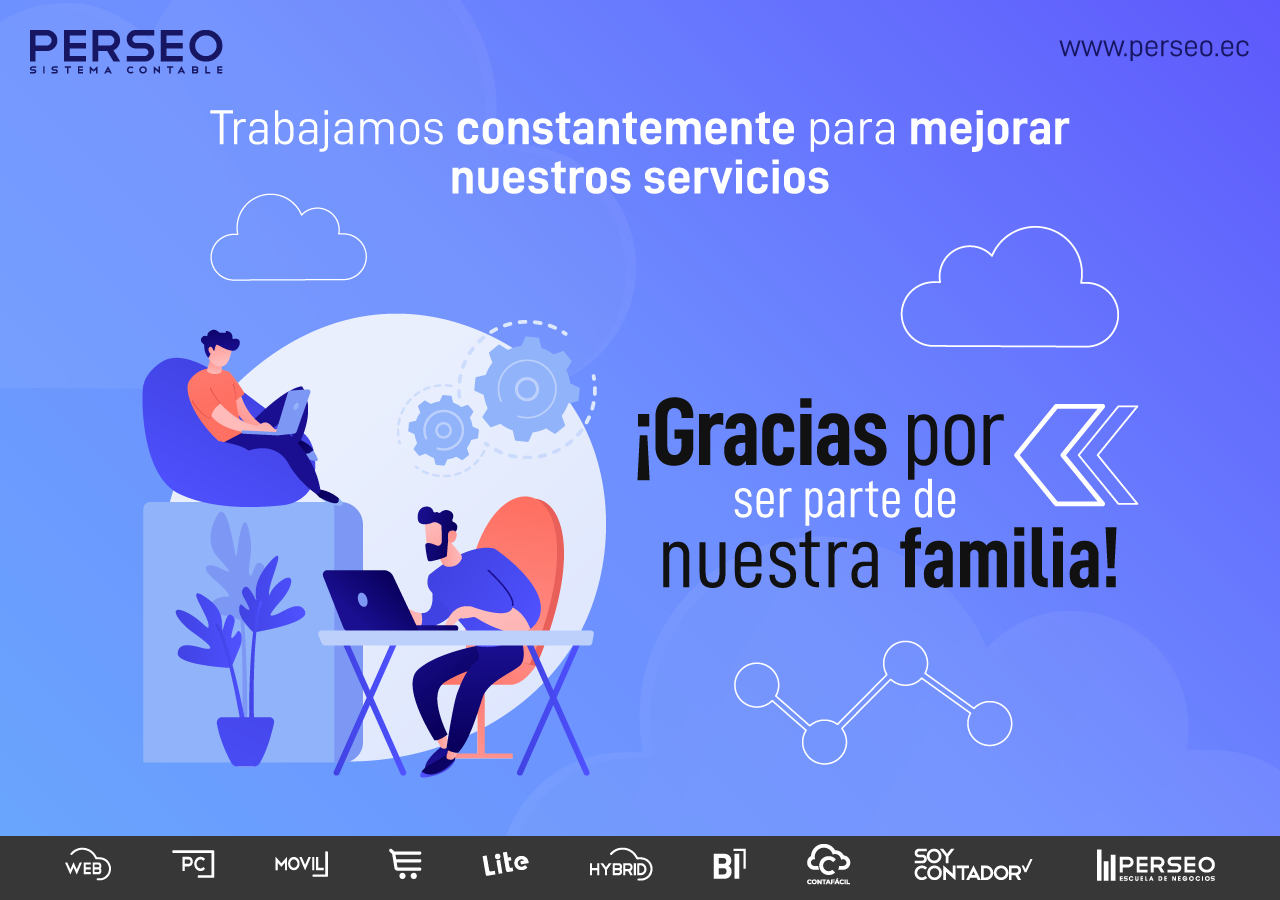 PERSEO
SISTEMA CONTABLE
www.perseo.ec
Trabajamos constantemente para mejorar
nuestros servicios
¡Gracias por
ser parte de
nuestra familia!
WEB
PC
MOVIL
Lite
HYBRID
BI
C
CONTAFÁCIL
SOY
CONTADOR
PERSEO
ESCUELA DE NEGOCIOS